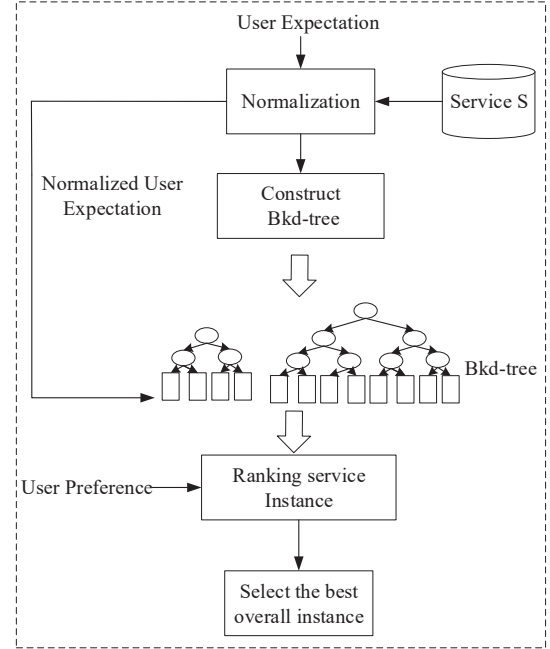 User Expectation
Normalization
Service S
Normalized User
Expectation
Construct
Bkd-tree
Bkd-tree
User Preference
Ranking service
Instance
Select the best
overall instance